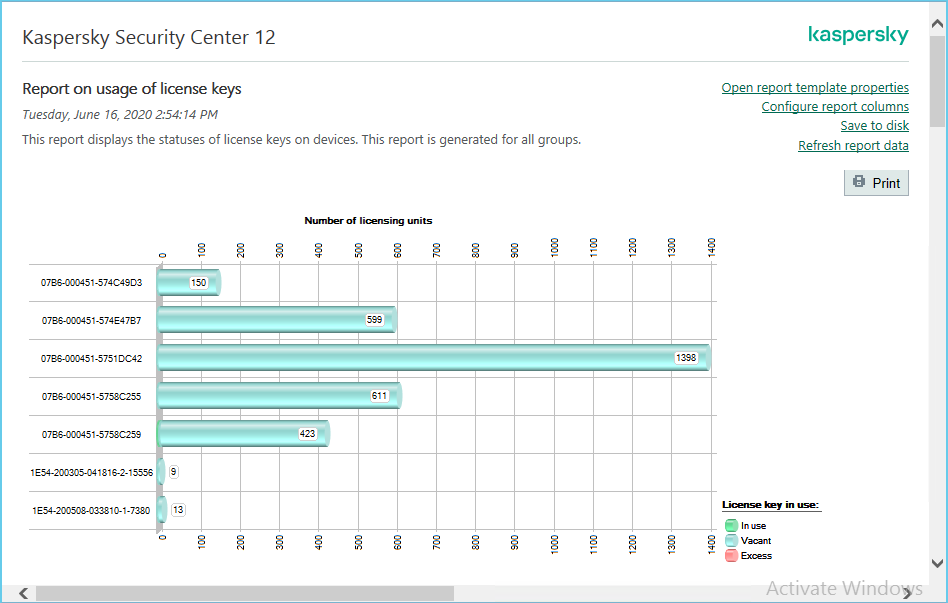 Kaspersky Security Center 12
kaspersky
Report on usage of license keys
Tuesday, June 16, 2020 2:54:14 PM
This report displays the statuses of license keys on devices. This report is generated for all groups.
Open report template properties
Configure report columns
Save to disk
Refresh report data
Print
Number of licensing units
0 100 200 300 400 500 600 700 800 900 1000 1100 1200 1300 1400
07B6-000451-574C49D3 150
07B6-000451-574E47B7 599
07B6-000451-5751DC42 1398
07B6-000451-5758C255 611
07B6-000451-5758C259 423
1E54-200305-041816-2-15556 9
1E54-200508-033810-1-7380 13
0 100 200 300 400 500 600 700 800 900 1000 1100 1200 1300 1400
License key in use:
In use
Vacant
Excess
Activate Windows